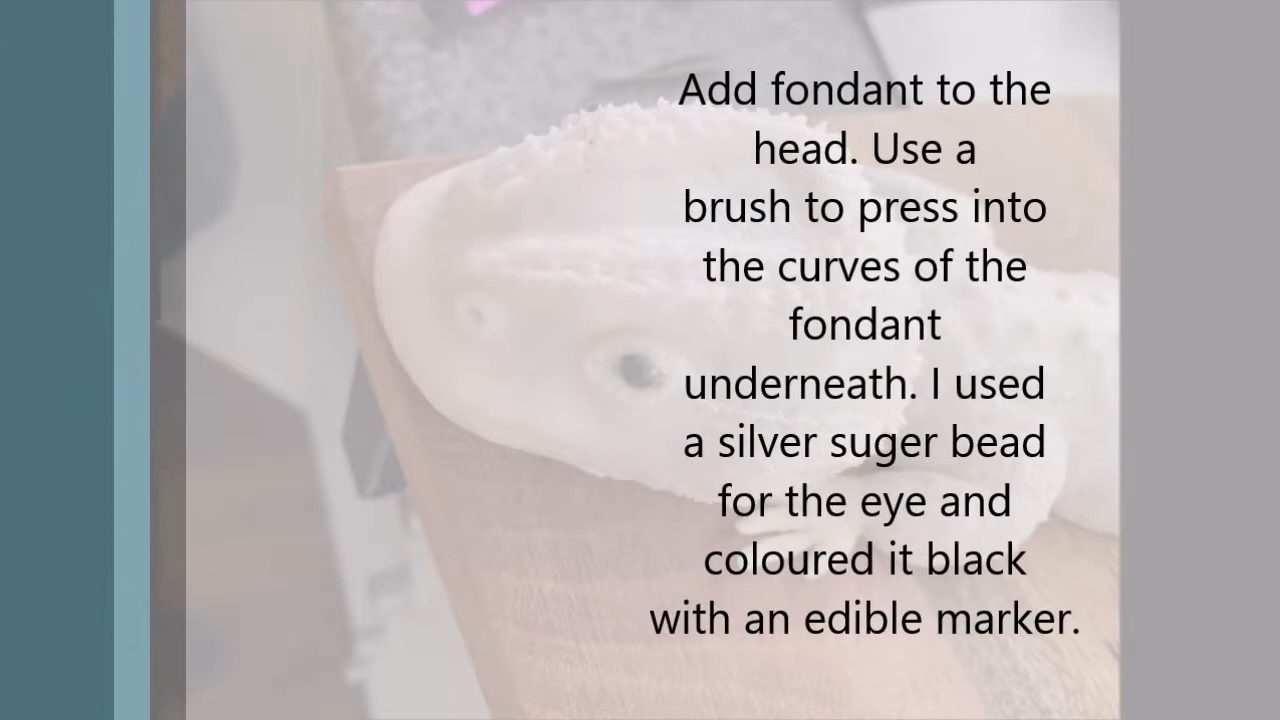 Add fondant to the
head. Use a
brush to press into
the curves of the
fondant
underneath. I used
a silver suger bead
for the eye and
coloured it black
with an edible marker.